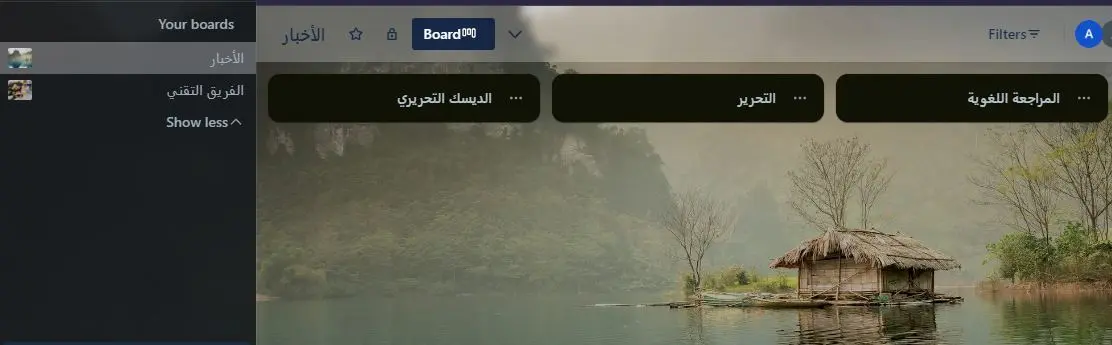 Your boards
الأخبار
الفريق التقني
Show less
الأخبار
Board
Filters
A
الديسك التحريري
التحرير
المراجعة اللغوية